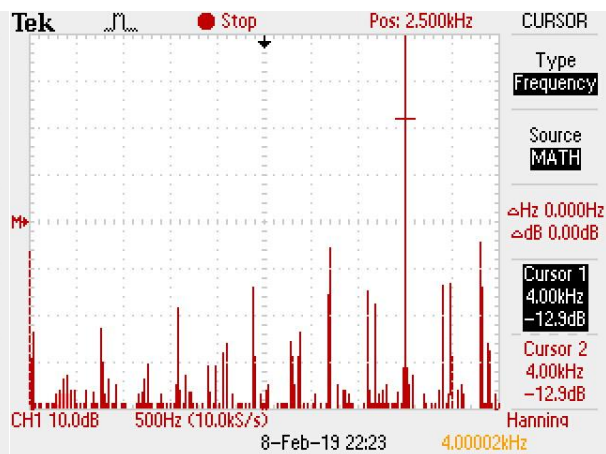 Tek Stop Pos: 2.500kHz CURSOR
Type
Frequency
Source
MATH
M
△Hz 0.000Hz
△dB 0.00dB
Cursor 1
4.00kHz
-12.9dB
Cursor 2
4.00kHz
-12.9dB
CH1 10.0dB 500Hz (10.0kS/s) Hanning
8-Feb-19 22:23 4.00002kHz